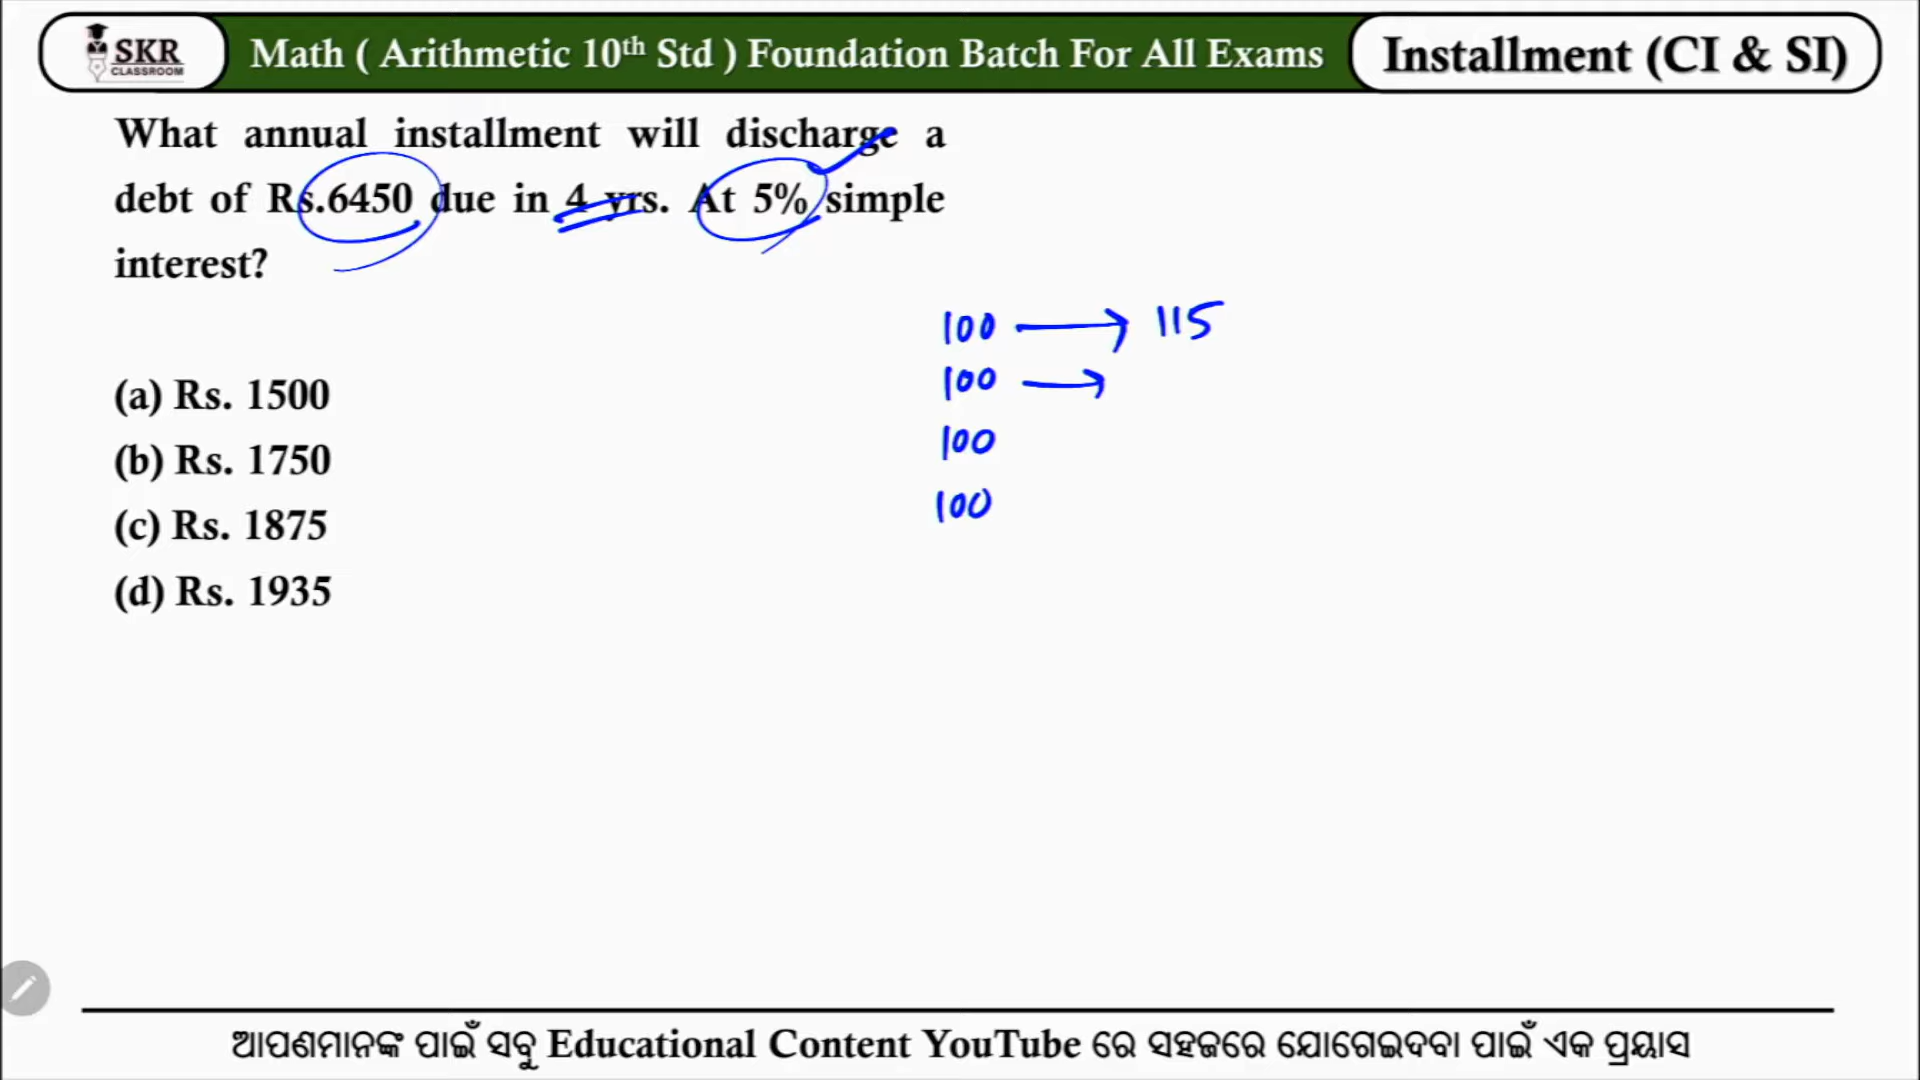 SKR
CLASSROOM
Math ( Arithmetic 10th Std ) Foundation Batch For All Exams
Installment (CI & SI)
What annual installment will discharge a
debt of Rs.6450 due in 4 yrs. At 5% simple
interest?
100 → 115
100 →
100
100
(a) Rs. 1500
(b) Rs. 1750
(c) Rs. 1875
(d) Rs. 1935
ଆପଣମାନଙ୍କ ପାଇଁ ସବୁ Educational Content YouTube ରେ ସହଜରେ ଯୋଗେଇଦବା ପାଇଁ ଏକ ପ୍ରୟାସ